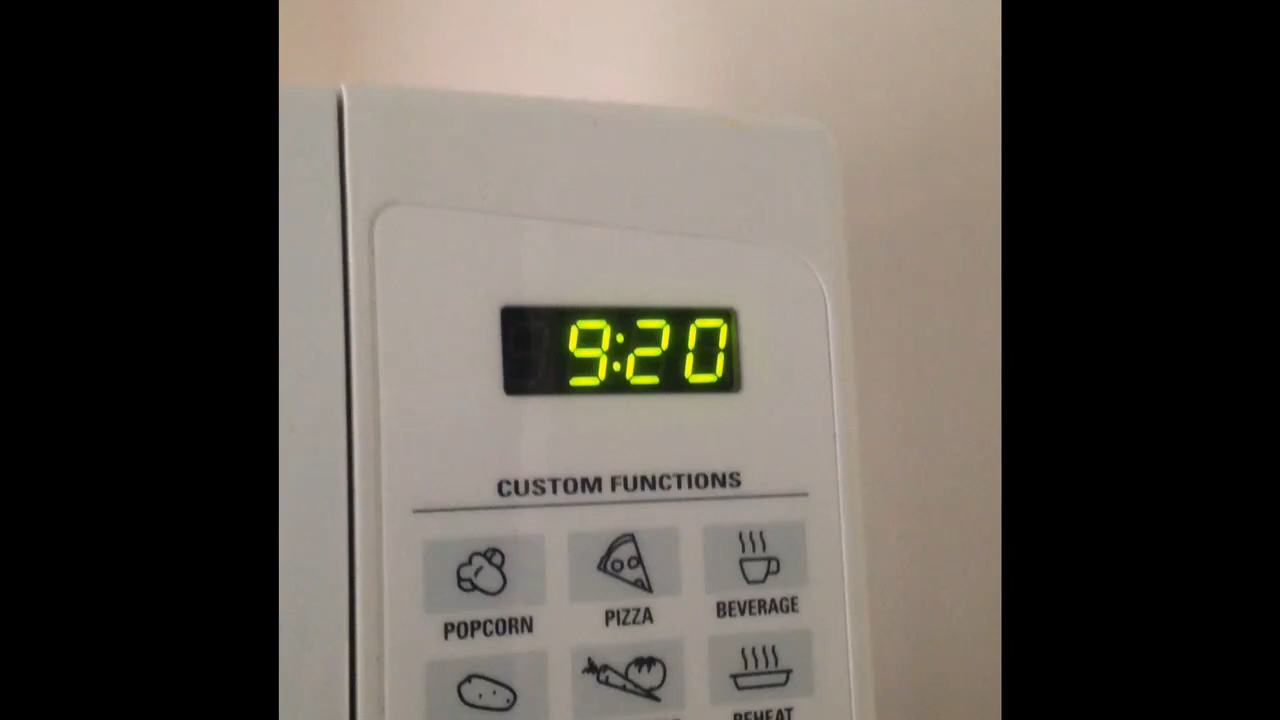 9:20
CUSTOM FUNCTIONS
POPCORN
PIZZA
BEVERAGE
REHEAT